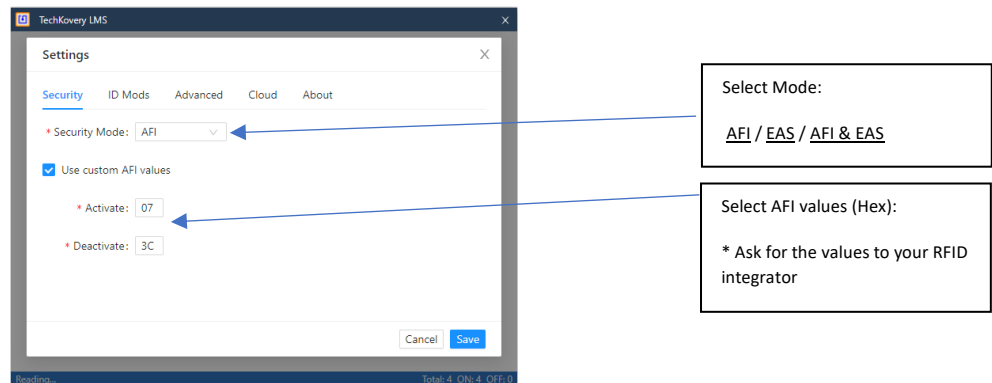 TechKovery LMS X
Settings X
Security ID Mods Advanced Cloud About
* Security Mode: AFI
Use custom AFI values
* Activate: 07
* Deactivate: 3C
Cancel Save
Reading... Total: 4 ON: 4 OFF: 0
Select Mode:
AFI / EAS / AFI & EAS
Select AFI values (Hex):
* Ask for the values to your RFID
integrator